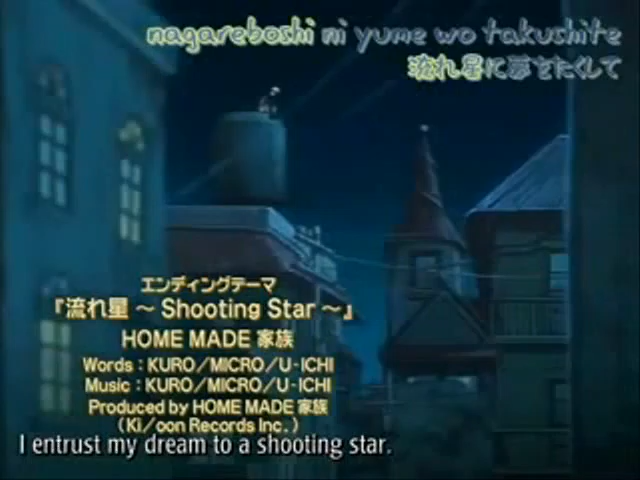 nagareboshi ni yume wo takushite
流れ星に夢をたくして
エンディングテーマ
『流れ星 ～ Shooting Star ～』
HOME MADE 家族
Words：KURO／MICRO／U-ICHI
Music：KURO／MICRO／U-ICHI
Produced by HOME MADE 家族
（Ki／oon Records Inc.）
I entrust my dream to a shooting star.